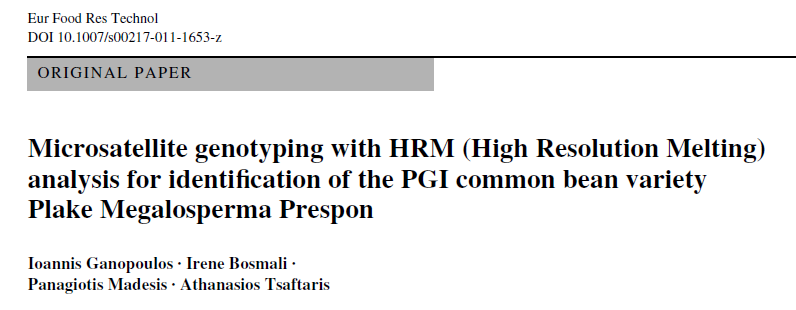 Eur Food Res Technol
DOI 10.1007/s00217-011-1653-z
ORIGINAL PAPER
Microsatellite genotyping with HRM (High Resolution Melting)
analysis for identification of the PGI common bean variety
Plake Megalosperma Prespon
Ioannis Ganopoulos · Irene Bosmali ·
Panagiotis Madesis · Athanasios Tsaftaris